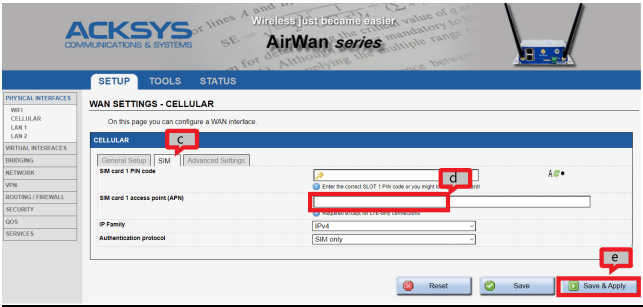 ACKSYS
COMMUNICATIONS & SYSTEMS
Wireless just became easier
AirWan series
SETUP TOOLS STATUS
PHYSICAL INTERFACES
WIFI
CELLULAR
LAN 1
LAN 2
VIRTUAL INTERFACES
BRIDGING
NETWORK
VPN
ROUTING / FIREWALL
SECURITY
QOS
SERVICES
WAN SETTINGS - CELLULAR
On this page you can configure a WAN interface.
CELLULAR
c
General Setup SIM Advanced Settings
SIM card 1 PIN code
d
Enter the correct SLOT 1 PIN code or you might
SIM card 1 access point (APN)
Required except for LTE-only connections
IP Family
IPv4
Authentication protocol
SIM only
e
Reset Save Save & Apply